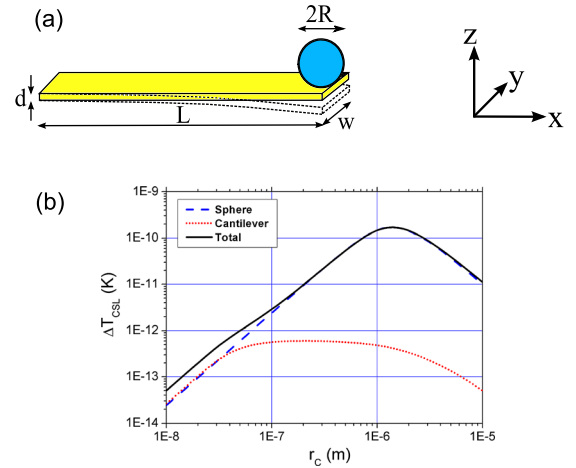 (a)
2R
d
L
w
z
y
x
(b)
1E-9
1E-10
1E-11
1E-12
1E-13
1E-14
ΔT_CSL (K)
Sphere
Cantilever
Total
1E-8 1E-7 1E-6 1E-5
r_C (m)